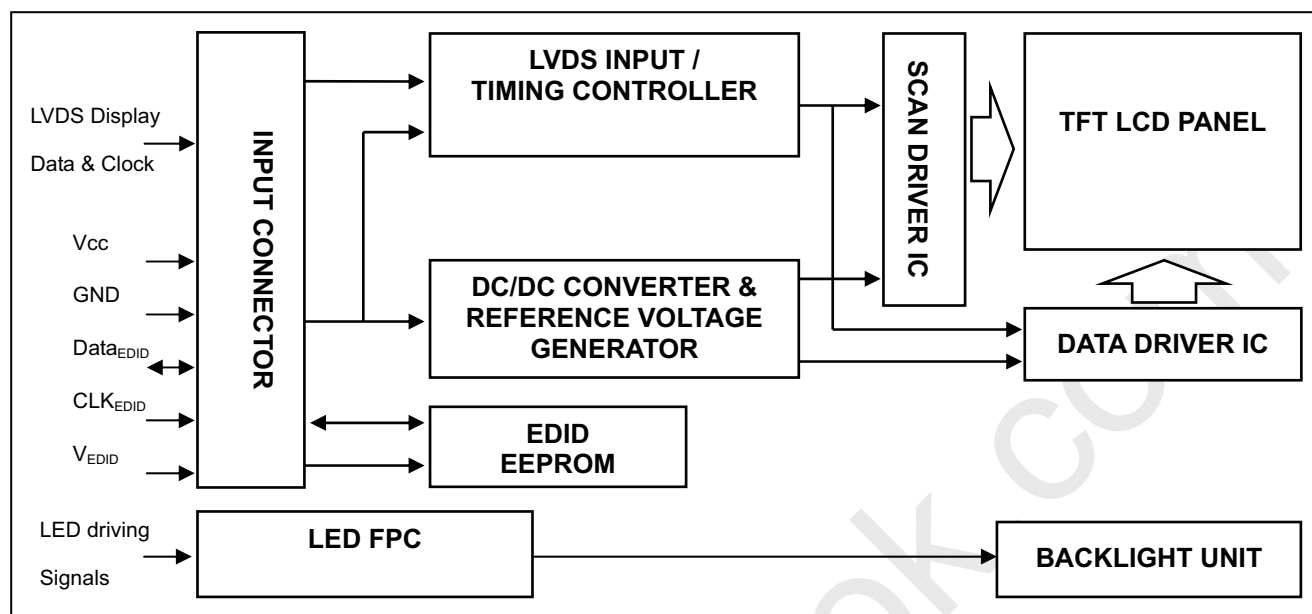 LVDS Display
Data & Clock
Vcc
GND
DataEDID
CLKEDID
VEDID
LED driving
Signals
INPUT CONNECTOR
LED FPC
LVDS INPUT /
TIMING CONTROLLER
DC/DC CONVERTER &
REFERENCE VOLTAGE
GENERATOR
EDID
EEPROM
SCAN DRIVER IC
TFT LCD PANEL
DATA DRIVER IC
BACKLIGHT UNIT
ok com